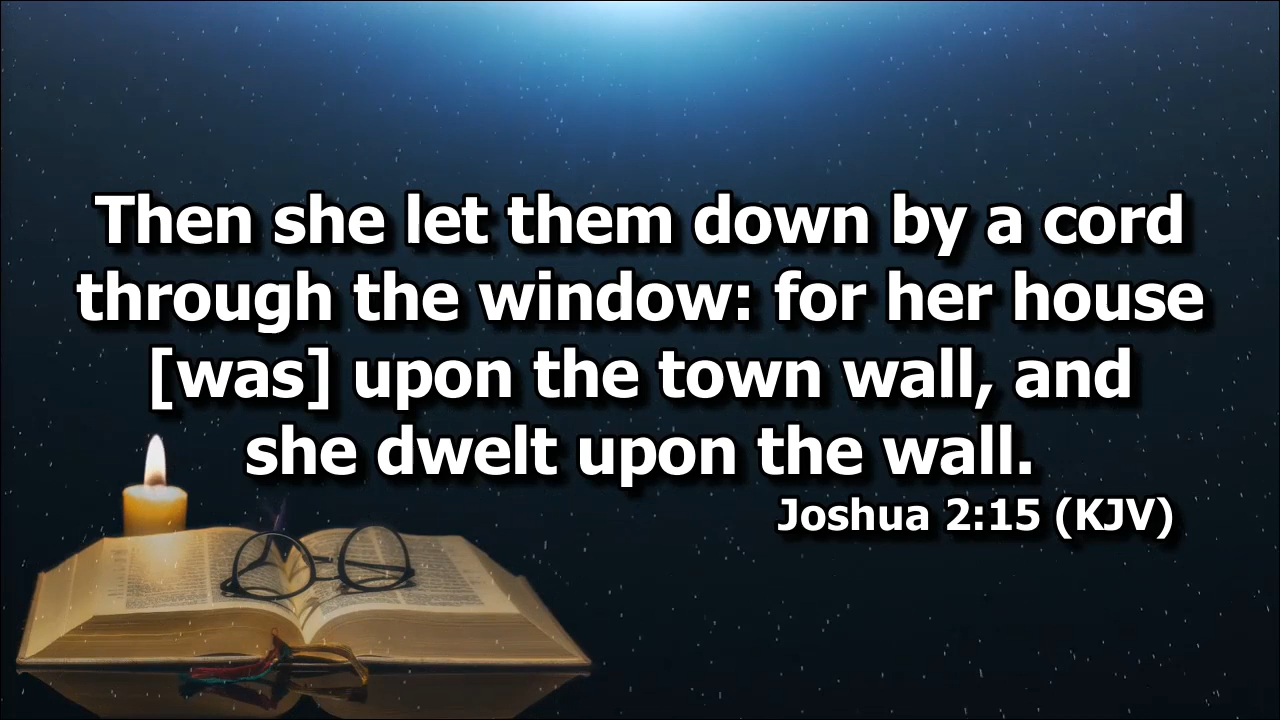 Then she let them down by a cord
through the window: for her house
[was] upon the town wall, and
she dwelt upon the wall.
Joshua 2:15 (KJV)